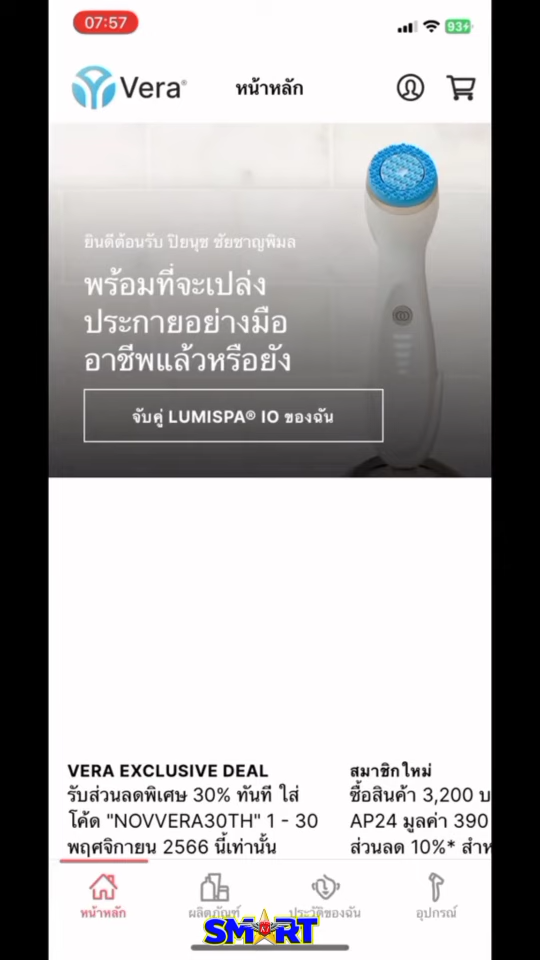 07:57
93
Vera®
หน้าหลัก
ยินดีต้อนรับ ปิยนุช ชัยชาญพิมล
พร้อมที่จะเปล่ง
ประกายอย่างมือ
อาชีพแล้วหรือยัง
จับคู่ LUMISPA® IO ของฉัน
VERA EXCLUSIVE DEAL
รับส่วนลดพิเศษ 30% ทันที ใส่
โค้ด "NOVVERA30TH" 1 - 30
พฤศจิกายน 2566 นี้เท่านั้น
สมาชิกใหม่
ซื้อสินค้า 3,200 บ
AP24 มูลค่า 390
ส่วนลด 10%* สำห
หน้าหลัก
ผลิตภัณฑ์
ประวัติของฉัน
อุปกรณ์
SMART